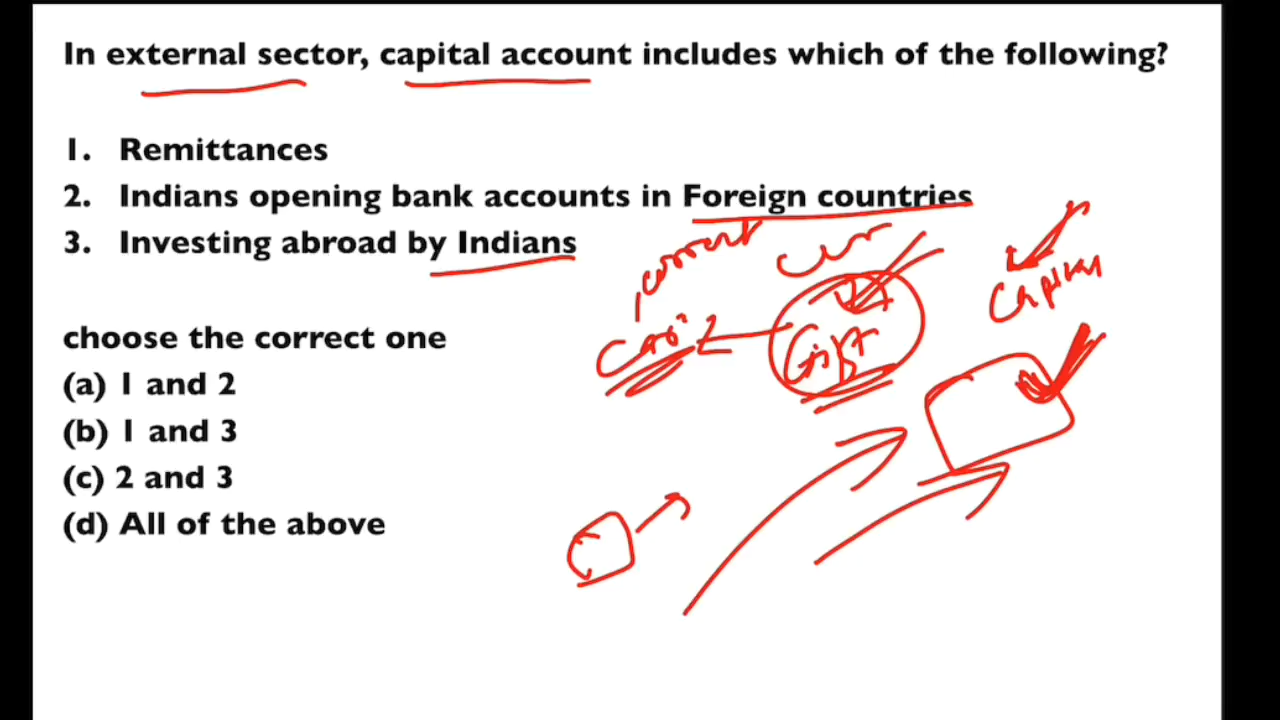 In external sector, capital account includes which of the following?
1. Remittances
2. Indians opening bank accounts in Foreign countries
3. Investing abroad by Indians
current
Capital
Gift
choose the correct one
(a) 1 and 2
(b) 1 and 3
(c) 2 and 3
(d) All of the above